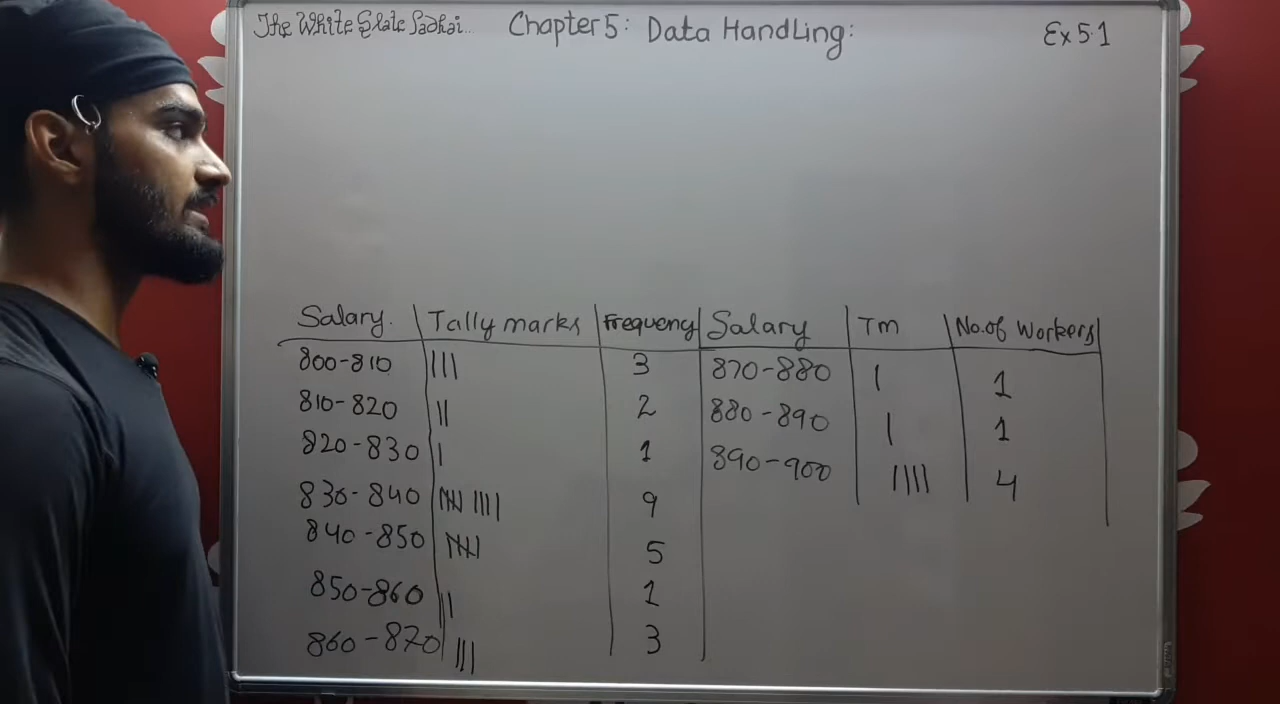 The White Slate Padhai...
Chapter 5: Data Handling:
Ex 5.1
Salary. Tally marks Frequency Salary Tm No. of Workers
800-810 ||| 3 870-880 | 1
810-820 || 2 880-890 | 1
820-830 | 1 890-900 |||| 4
830-840 |||| |||| 9
840-850 |||| 5
850-860 || 1
860-870 ||| 3